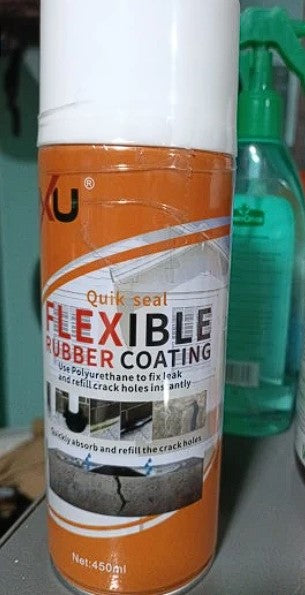 XU ®
Quik seal
FLEXIBLE
RUBBER COATING
Use Polyurethane to fix leak
and refill crack holes instantly
Quickly absorb and refill the crack holes
Net:450ml